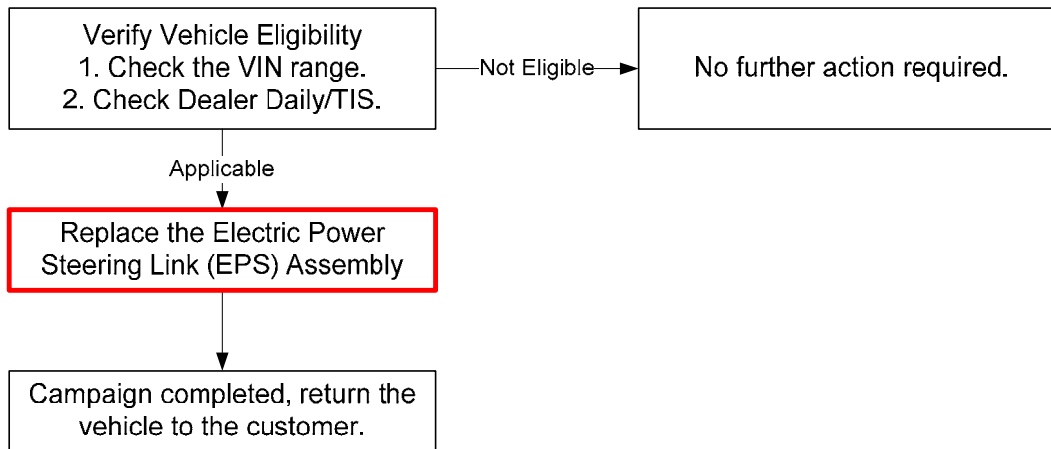 Verify Vehicle Eligibility
1. Check the VIN range.
2. Check Dealer Daily/TIS.
Not Eligible
No further action required.
Applicable
Replace the Electric Power
Steering Link (EPS) Assembly
Campaign completed, return the
vehicle to the customer.